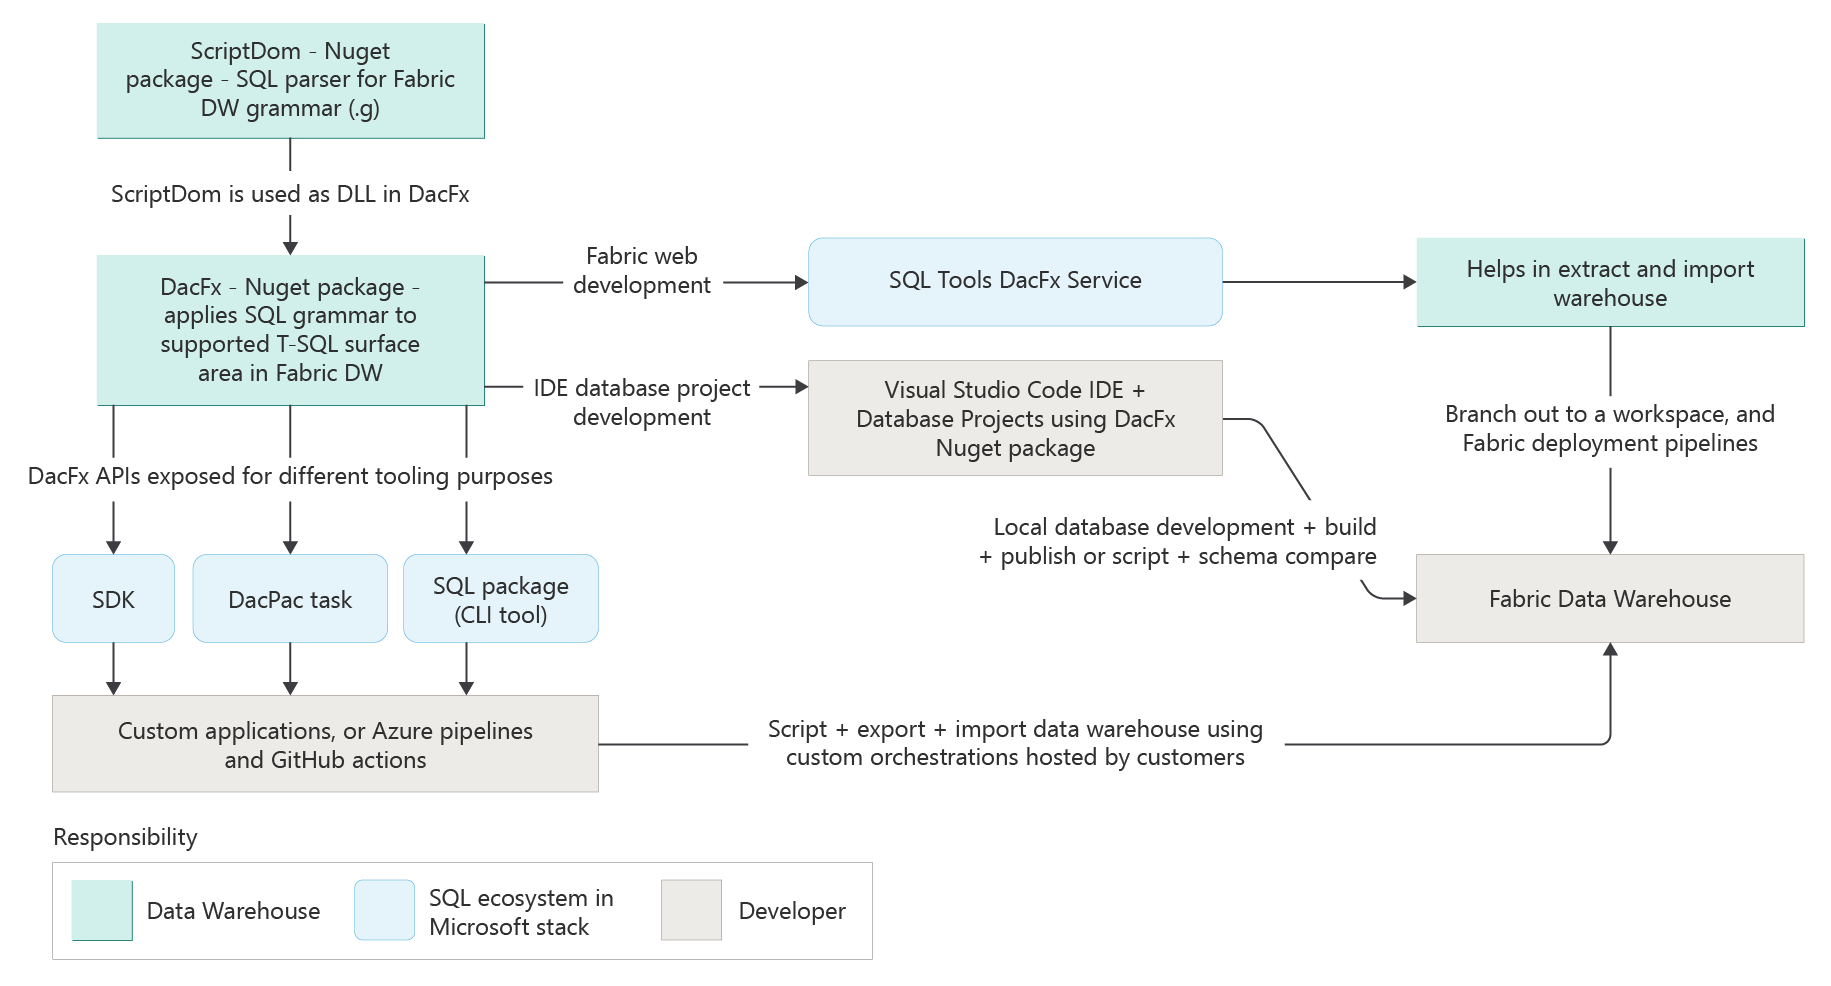 ScriptDom - Nuget
package - SQL parser for Fabric
DW grammar (.g)
ScriptDom is used as DLL in DacFx
DacFx - Nuget package -
applies SQL grammar to
supported T-SQL surface
area in Fabric DW
Fabric web
development
SQL Tools DacFx Service
Helps in extract and import
warehouse
IDE database project
development
Visual Studio Code IDE +
Database Projects using DacFx
Nuget package
Branch out to a workspace, and
Fabric deployment pipelines
DacFx APIs exposed for different tooling purposes
Local database development + build
+ publish or script + schema compare
SDK
DacPac task
SQL package
(CLI tool)
Fabric Data Warehouse
Custom applications, or Azure pipelines
and GitHub actions
Script + export + import data warehouse using
custom orchestrations hosted by customers
Responsibility
Data Warehouse
SQL ecosystem in
Microsoft stack
Developer